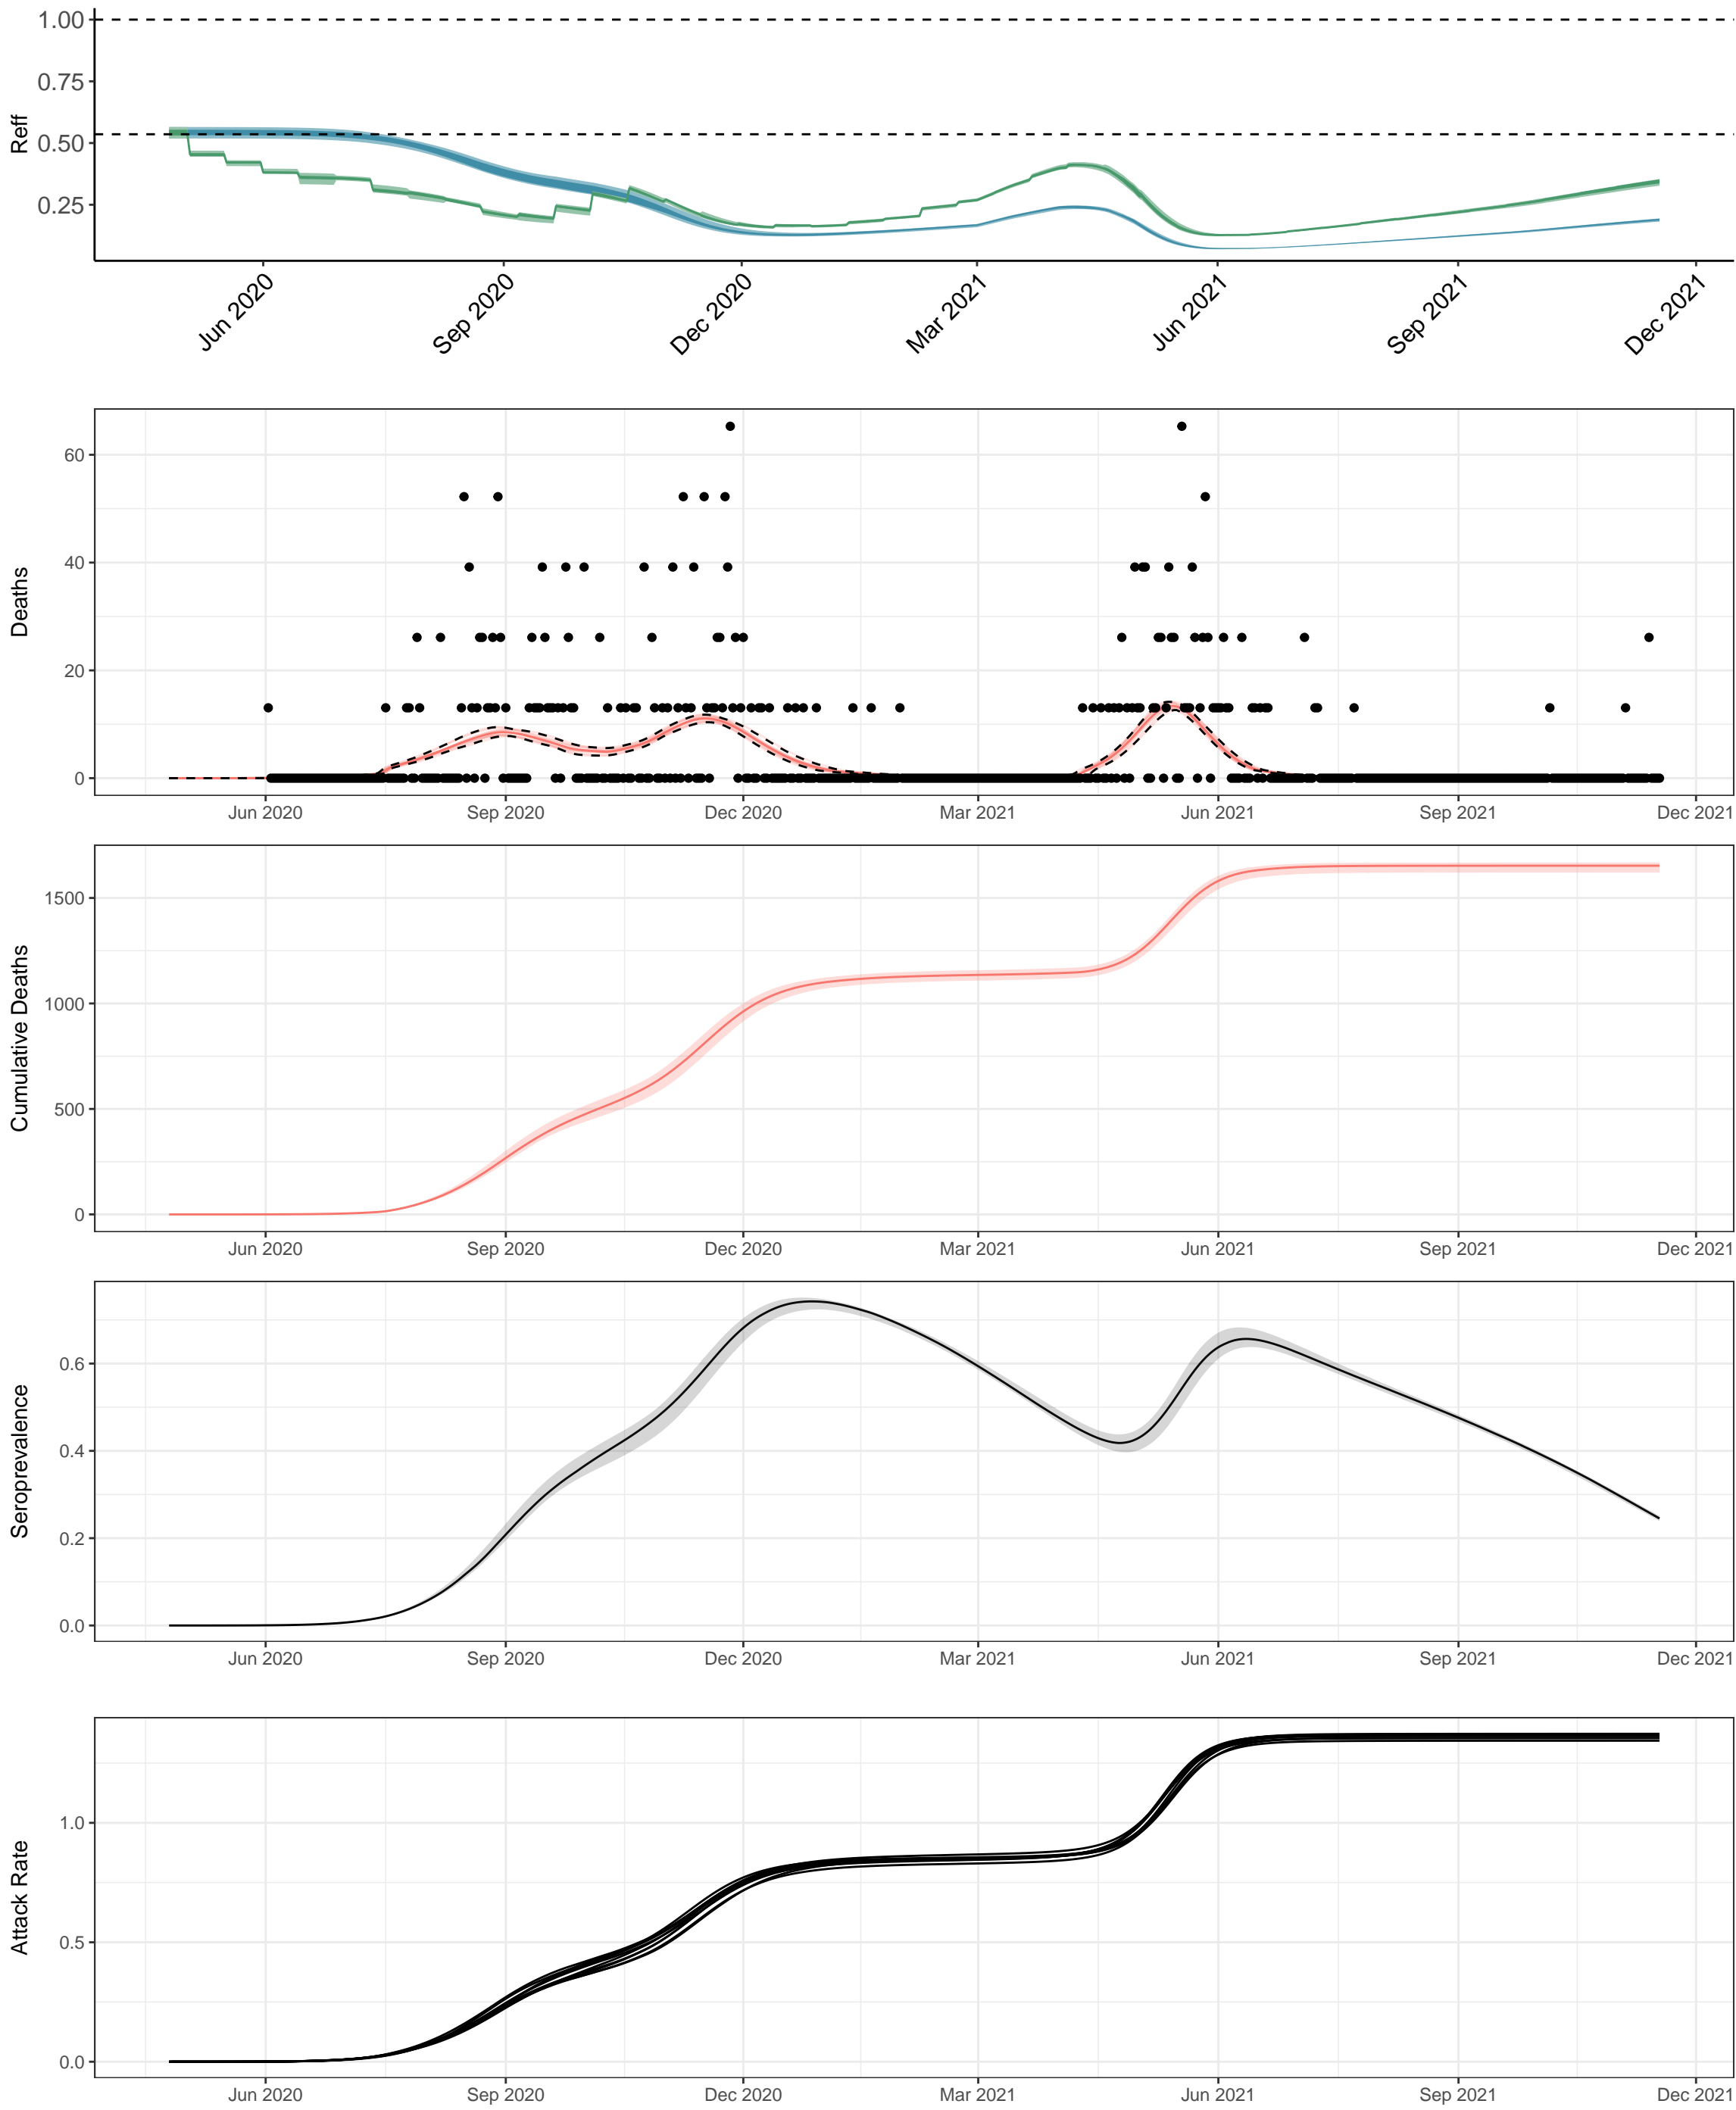 Reff
1.00
0.75
0.50
0.25
Jun 2020
Sep 2020
Dec 2020
Mar 2021
Jun 2021
Sep 2021
Dec 2021
Deaths
60
40
20
0
Jun 2020
Sep 2020
Dec 2020
Mar 2021
Jun 2021
Sep 2021
Dec 2021
Cumulative Deaths
1500
1000
500
0
Jun 2020
Sep 2020
Dec 2020
Mar 2021
Jun 2021
Sep 2021
Dec 2021
Seroprevalence
0.6
0.4
0.2
0.0
Jun 2020
Sep 2020
Dec 2020
Mar 2021
Jun 2021
Sep 2021
Dec 2021
Attack Rate
1.0
0.5
0.0
Jun 2020
Sep 2020
Dec 2020
Mar 2021
Jun 2021
Sep 2021
Dec 2021